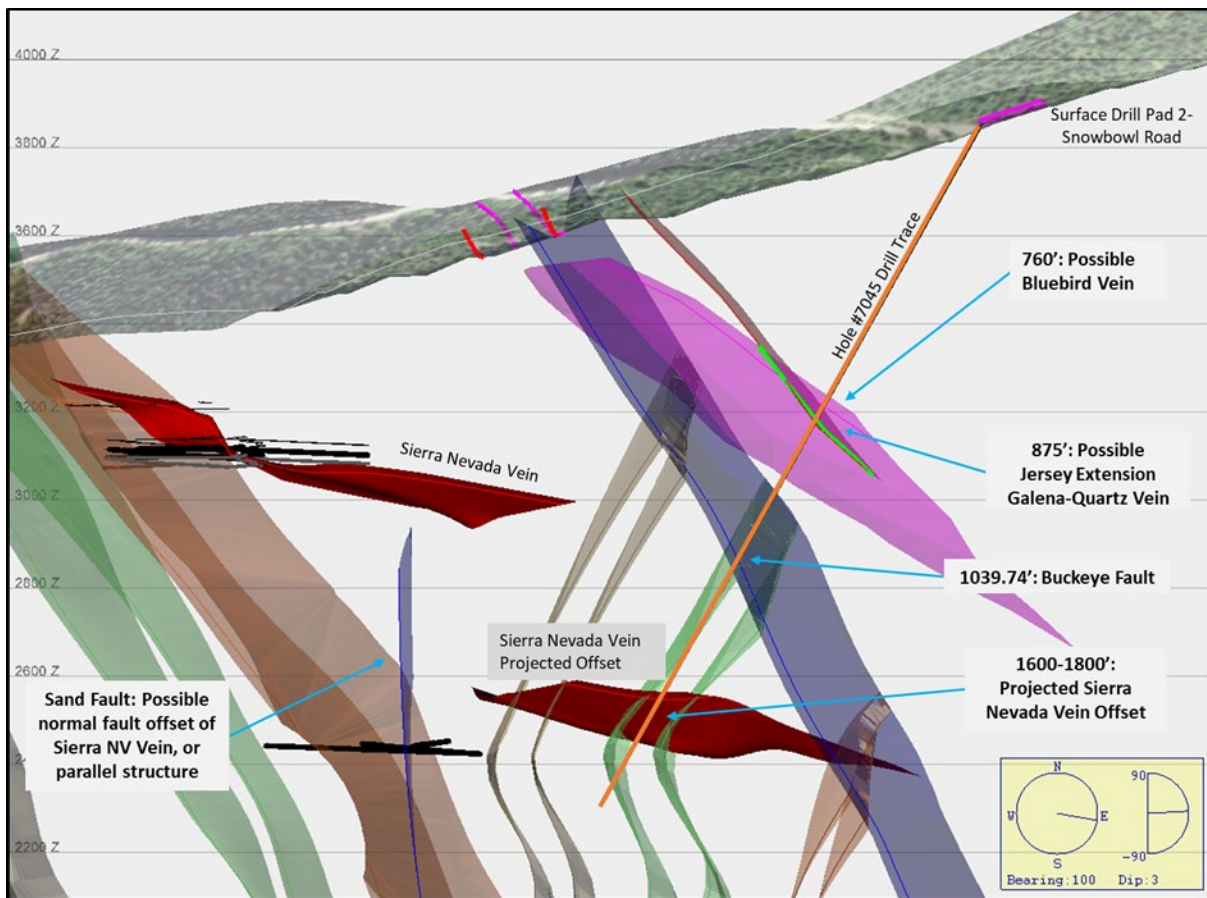 4000 Z
3800 Z
3600 Z
3200 Z
3000 Z
2800 Z
2600 Z
2200 Z
Surface Drill Pad 2-
Snowbowl Road
Hole #7045 Drill Trace
760’: Possible
Bluebird Vein
875’: Possible
Jersey Extension
Galena-Quartz Vein
Sierra Nevada Vein
1039.74’: Buckeye Fault
Sierra Nevada Vein
Projected Offset
1600-1800’:
Projected Sierra
Nevada Vein Offset
Sand Fault: Possible
normal fault offset of
Sierra NV Vein, or
parallel structure
N
W
E
S
90
-90
Bearing:100 Dip:3